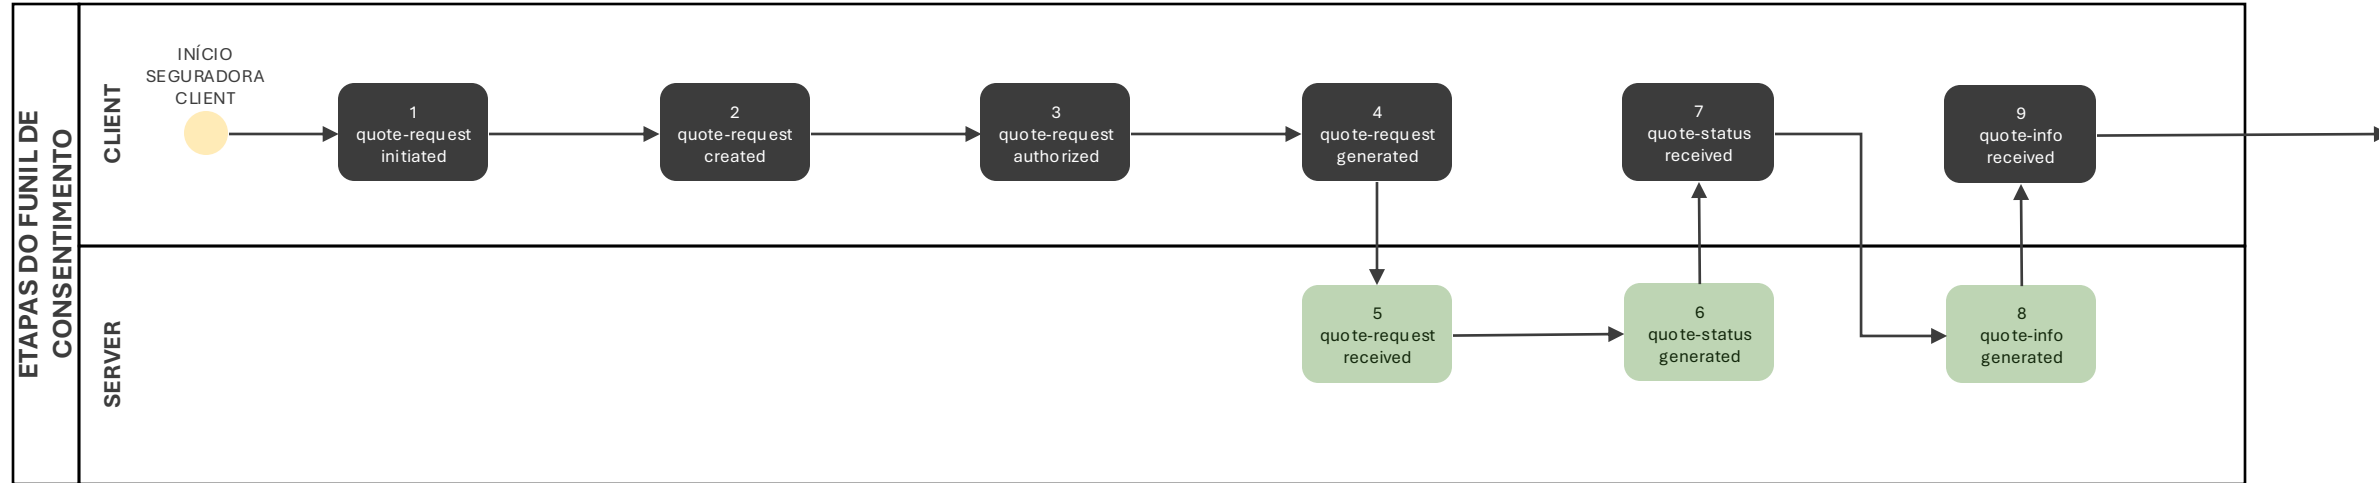 ETAPAS DO FUNIL DE
CONSENTIMENTO
CLIENT
INÍCIO
SEGURADORA
CLIENT
1
quote-request
initiated
2
quote-request
created
3
quote-request
authorized
4
quote-request
generated
7
quote-status
received
9
quote-info
received
SERVER
5
quote-request
received
6
quote-status
generated
8
quote-info
generated